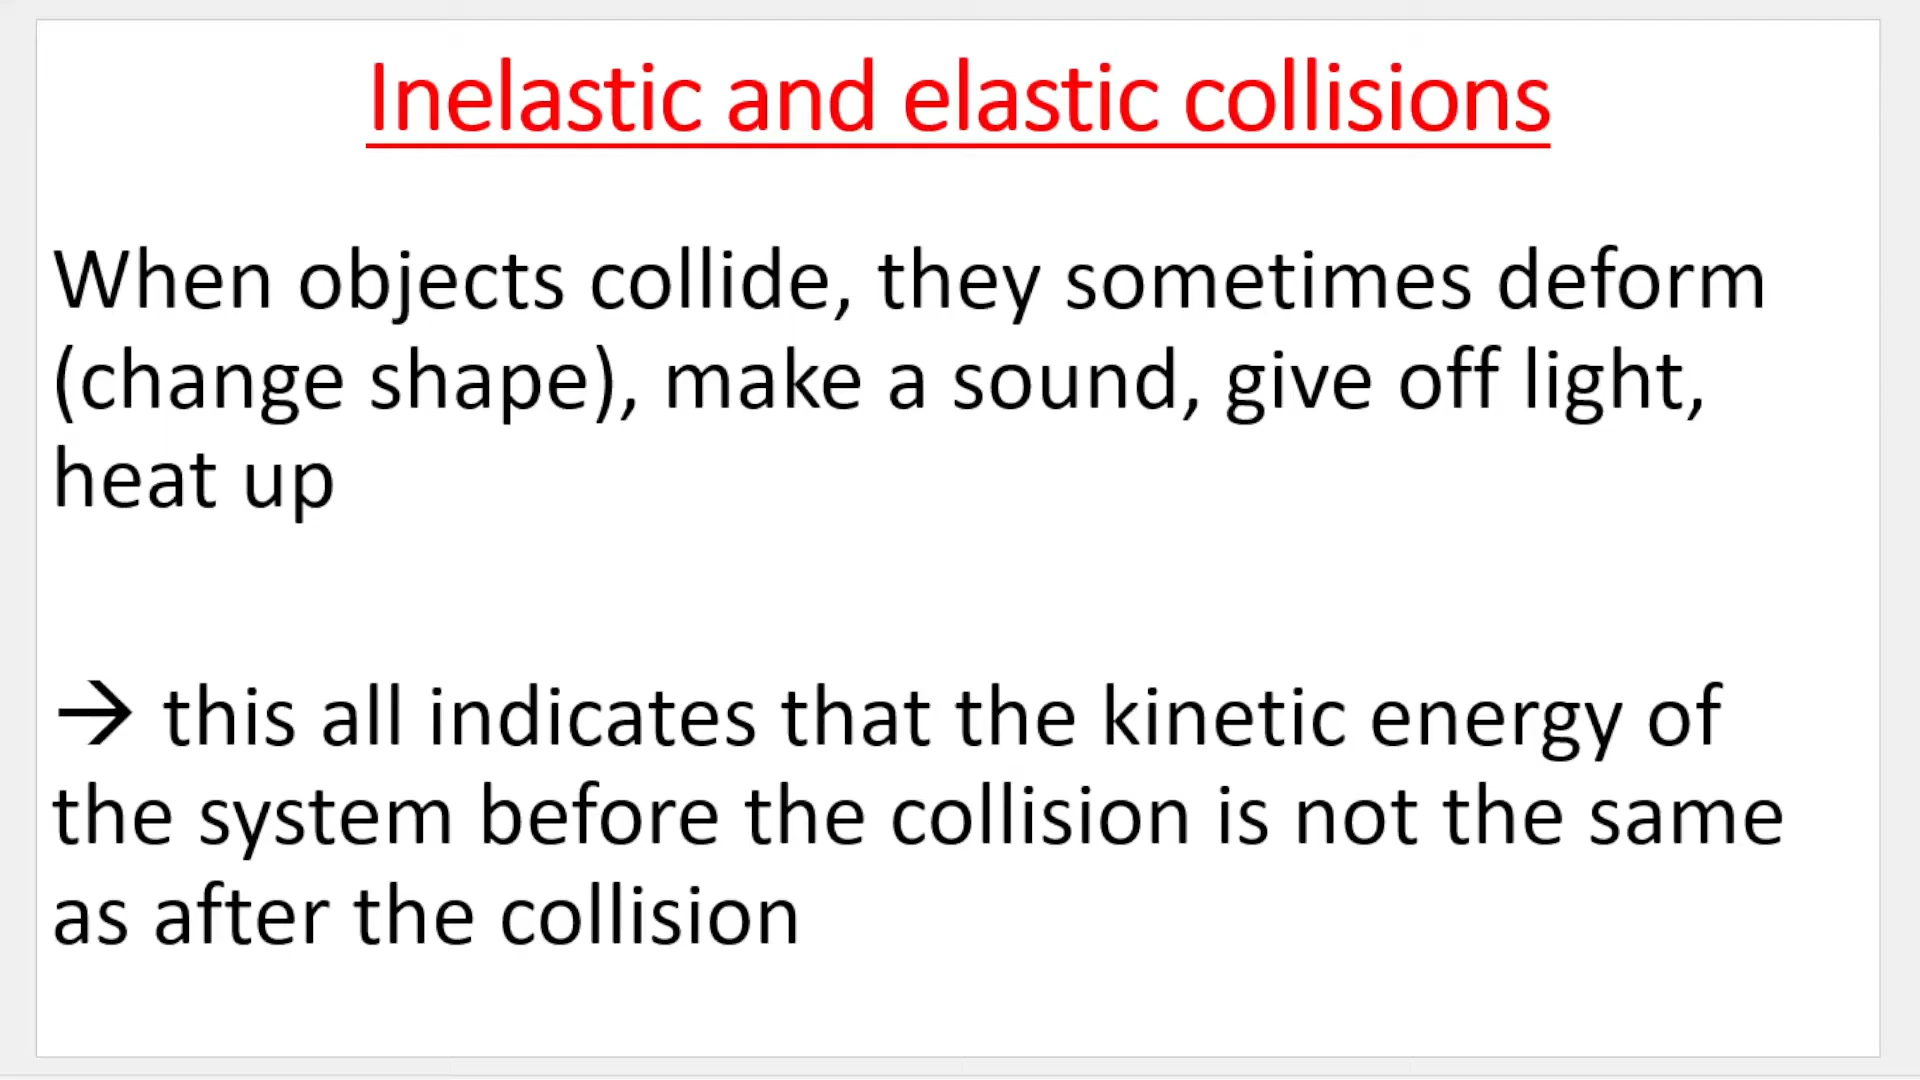 Inelastic and elastic collisions
When objects collide, they sometimes deform
(change shape), make a sound, give off light,
heat up
→ this all indicates that the kinetic energy of
the system before the collision is not the same
as after the collision